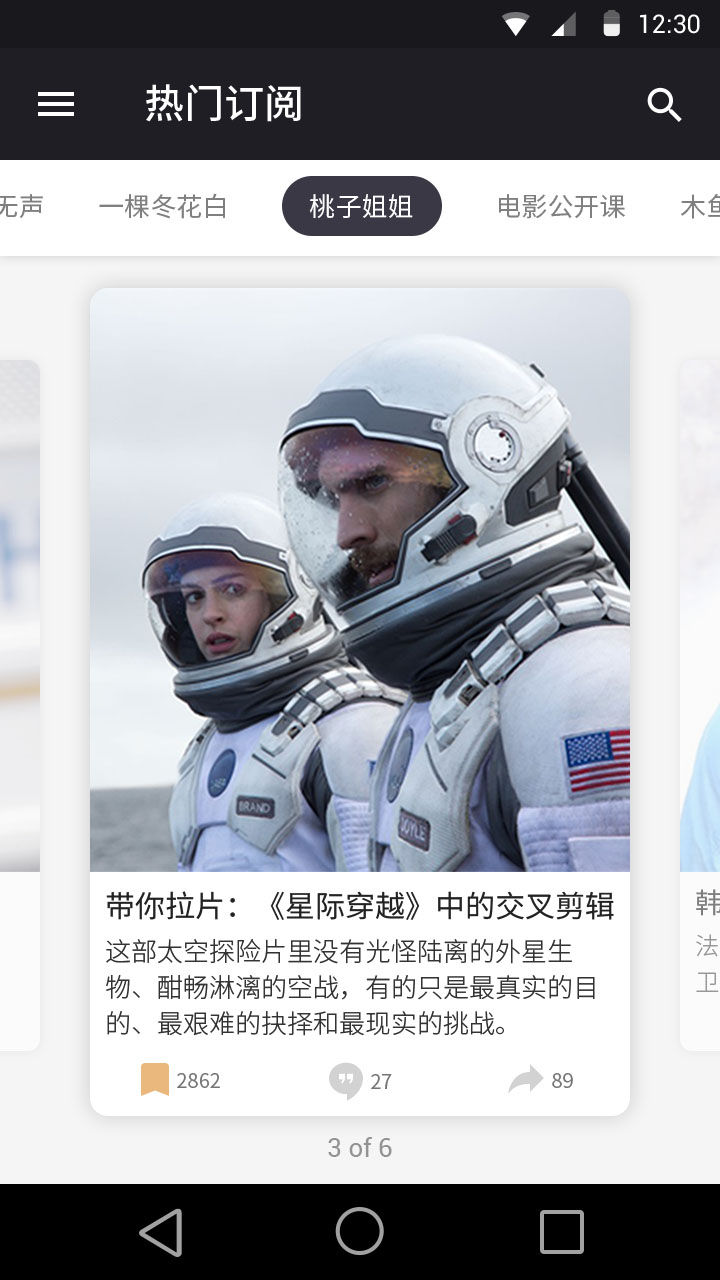 12:30
热门订阅
无声
一棵冬花白
桃子姐姐
电影公开课
木鱼
BRAND
DOYLE
带你拉片：《星际穿越》中的交叉剪辑
这部太空探险片里没有光怪陆离的外星生
物、酣畅淋漓的空战，有的只是最真实的目
的、最艰难的抉择和最现实的挑战。
2862
27
89
韩
法
卫
3 of 6